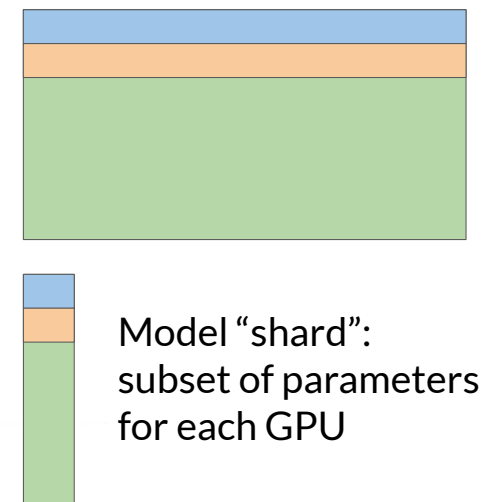 Model “shard”:
subset of parameters
for each GPU